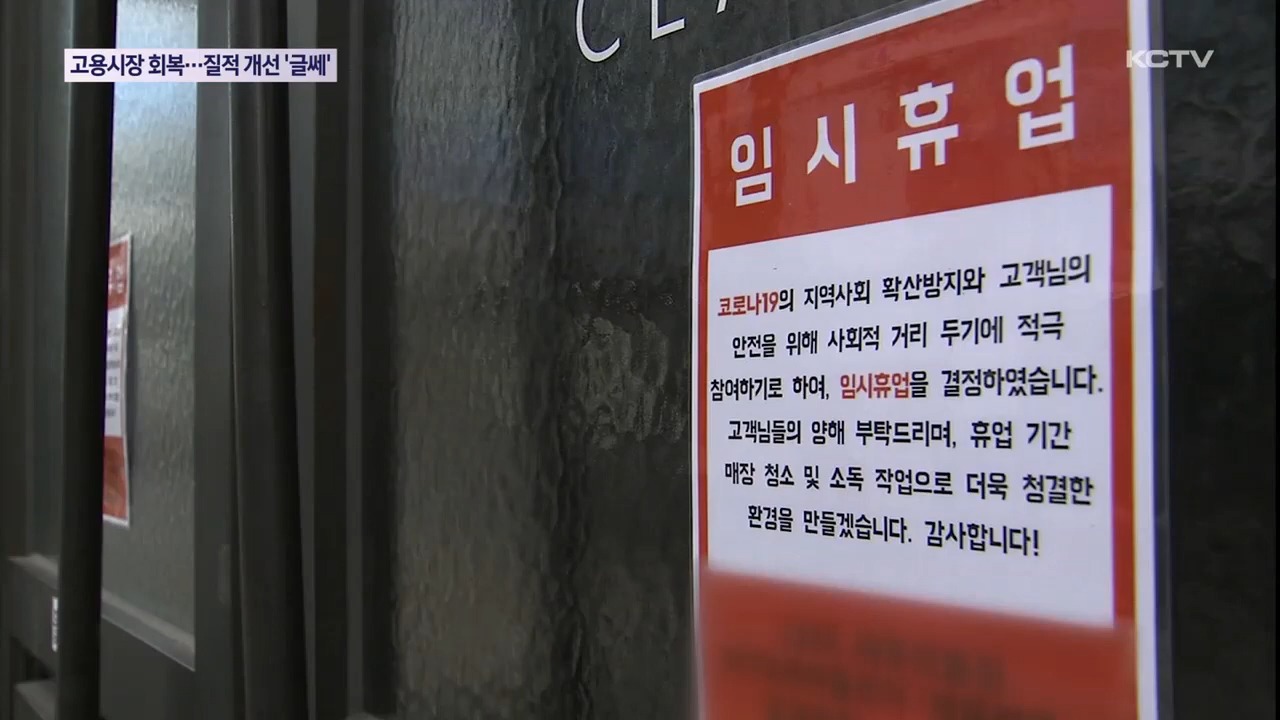 고용시장 회복…질적 개선 '글쎄'
KCTV
임시휴업
코로나19의 지역사회 확산방지와 고객님의
안전을 위해 사회적 거리 두기에 적극
참여하기로 하여, 임시휴업을 결정하였습니다.
고객님들의 양해 부탁드리며, 휴업 기간
매장 청소 및 소독 작업으로 더욱 청결한
환경을 만들겠습니다. 감사합니다!